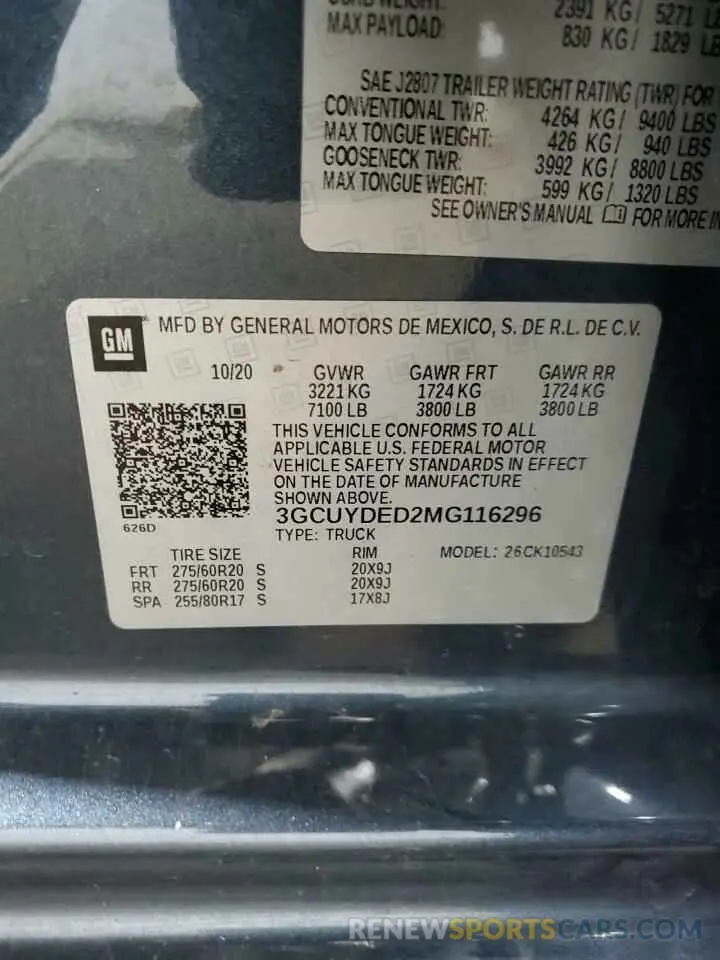 2391 KG/ 5271
MAX PAYLOAD: 830 KG/ 1829
SAE J2807 TRAILER WEIGHT RATING (TWR) FOR
CONVENTIONAL TWR: 4264 KG/ 9400 LBS
MAX TONGUE WEIGHT: 426 KG/ 940 LBS
GOOSENECK TWR: 3992 KG/ 8800 LBS
MAX TONGUE WEIGHT: 599 KG/ 1320 LBS
SEE OWNER'S MANUAL FOR MORE
GM MFD BY GENERAL MOTORS DE MEXICO, S. DE R.L. DE C.V.
10/20 GVWR GAWR FRT GAWR RR
3221 KG 1724 KG 1724 KG
7100 LB 3800 LB 3800 LB
THIS VEHICLE CONFORMS TO ALL
APPLICABLE U.S. FEDERAL MOTOR
VEHICLE SAFETY STANDARDS IN EFFECT
ON THE DATE OF MANUFACTURE
SHOWN ABOVE.
3GCUYDED2MG116296
626D
TYPE: TRUCK
TIRE SIZE RIM MODEL: 26CK10543
FRT 275/60R20 S 20X9J
RR 275/60R20 S 20X9J
SPA 255/80R17 S 17X8J
RENEWSPORTSCARS.COM